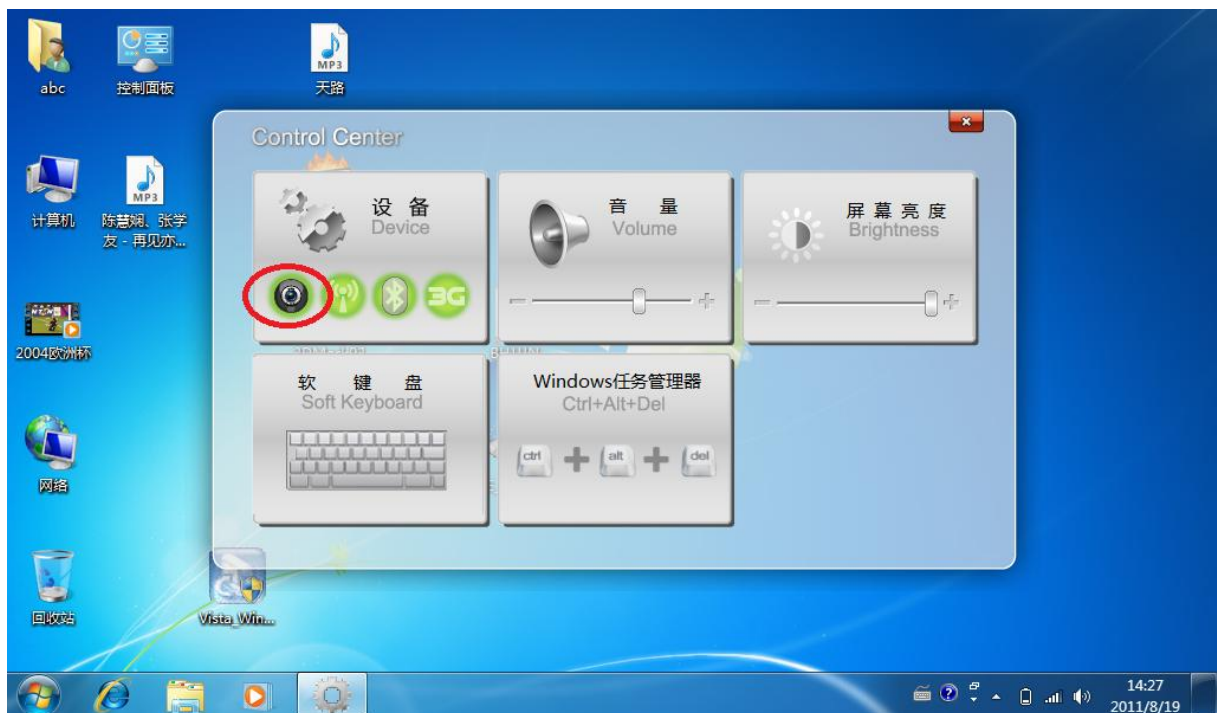 abc
控制面板
MP3
天路
Control Center
计算机
MP3
陈慧娴、张学
友 - 再见亦...
设 备
Device
3G
音 量
Volume
屏 幕 亮 度
Brightness
2004欧洲杯
软 键 盘
Soft Keyboard
Windows任务管理器
Ctrl+Alt+Del
ctrl
alt
del
网络
回收站
Vista_Win...
14:27
2011/8/19